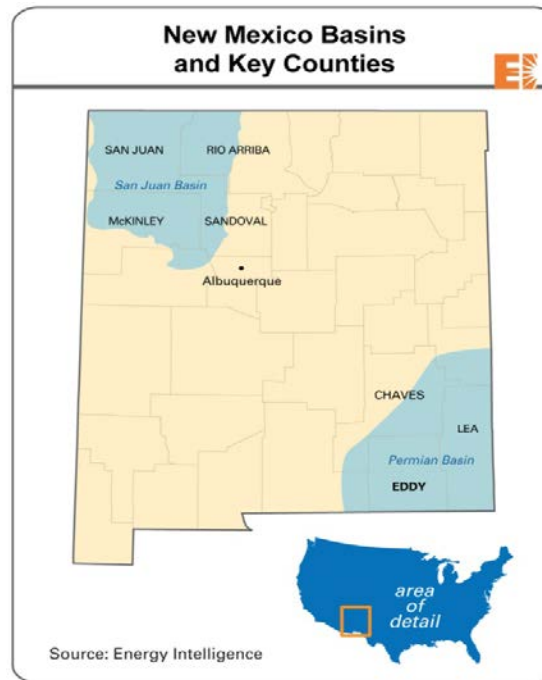 New Mexico Basins
and Key Counties
EI
SAN JUAN
RIO ARRIBA
San Juan Basin
McKINLEY
SANDOVAL
Albuquerque
CHAVES
LEA
Permian Basin
EDDY
area
of
detail
Source: Energy Intelligence